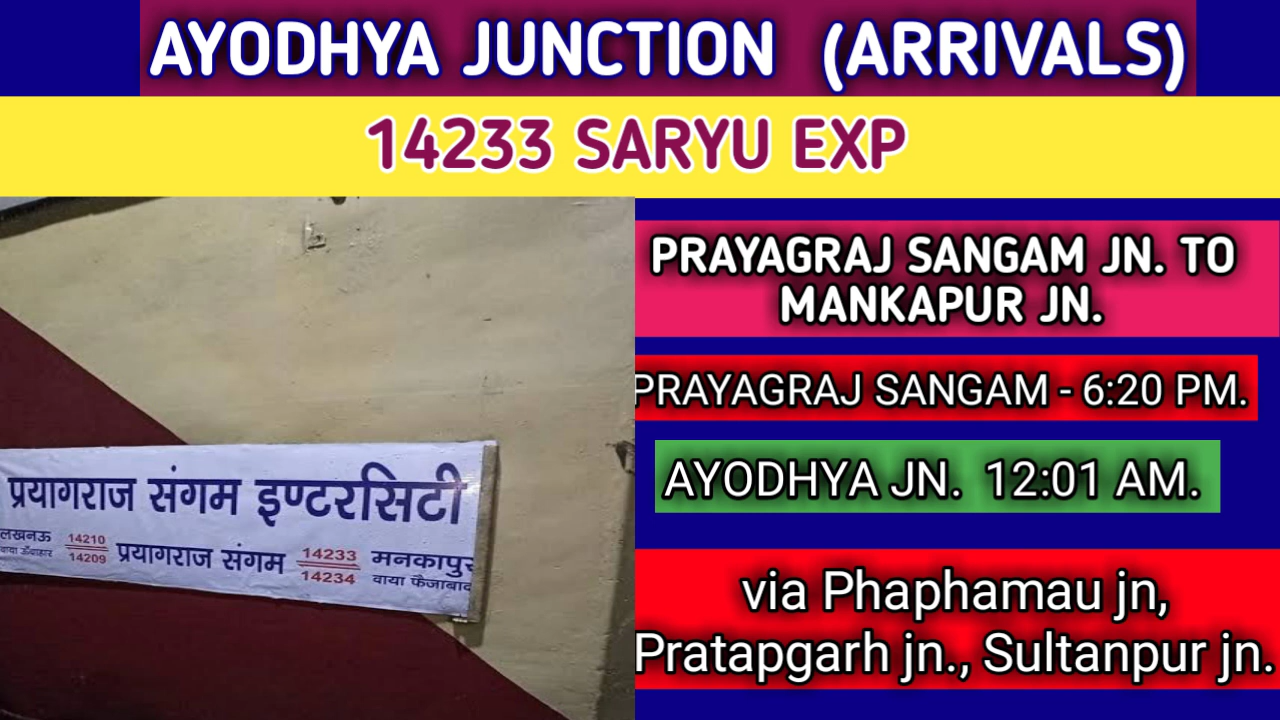 AYODHYA JUNCTION (ARRIVALS)
14233 SARYU EXP
PRAYAGRAJ SANGAM JN. TO
MANKAPUR JN.
PRAYAGRAJ SANGAM - 6:20 PM.
AYODHYA JN. 12:01 AM.
via Phaphamau jn,
Pratapgarh jn., Sultanpur jn.
प्रयागराज संगम इण्टरसिटी
लखनऊ 14210 प्रयागराज संगम 14233 मनकापुर
वाया ऊँचाहार 14209 14234 वाया फैजाबाद